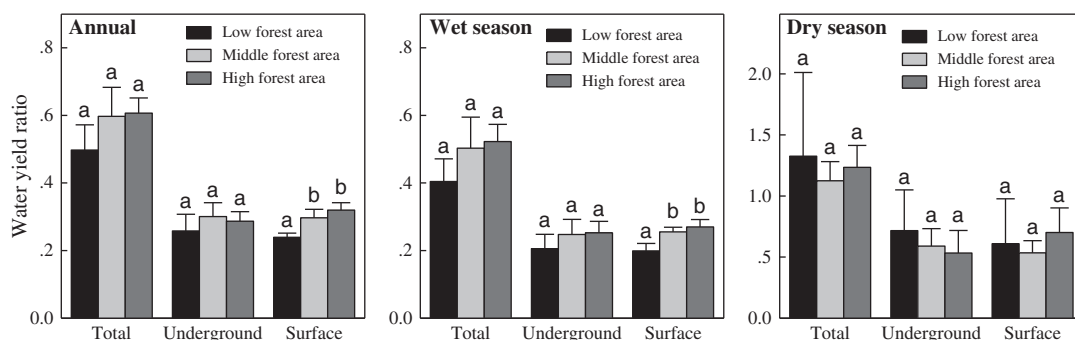 Annual
Low forest area
Middle forest area
High forest area
Water yield ratio
.8
.6
.4
.2
0.0
a a a
a a a
a b b
Total Underground Surface
Wet season
Low forest area
Middle forest area
High forest area
.8
.6
.4
.2
0.0
a a a
a a a
a b b
Total Underground Surface
Dry season
Low forest area
Middle forest area
High forest area
2.0
1.5
1.0
.5
0.0
a a a
a a a
a a a
Total Underground Surface